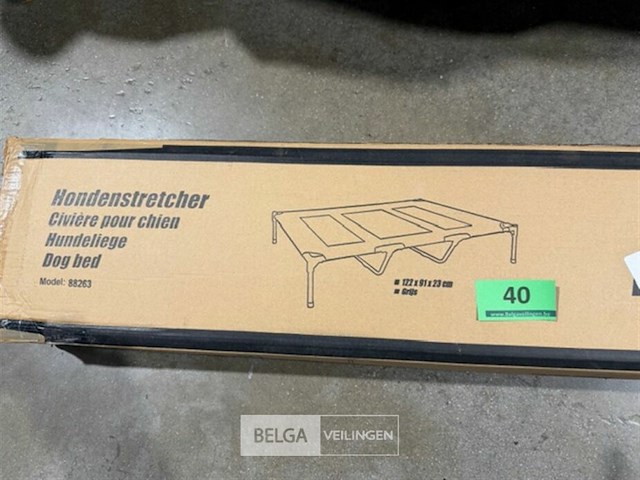 Hondenstretcher
Civière pour chien
Hundeliege
Dog bed
Model: 88263
122 x 91 x 23 cm
Grijs
40
www.Belgaveilingen.be
BELGA VEILINGEN